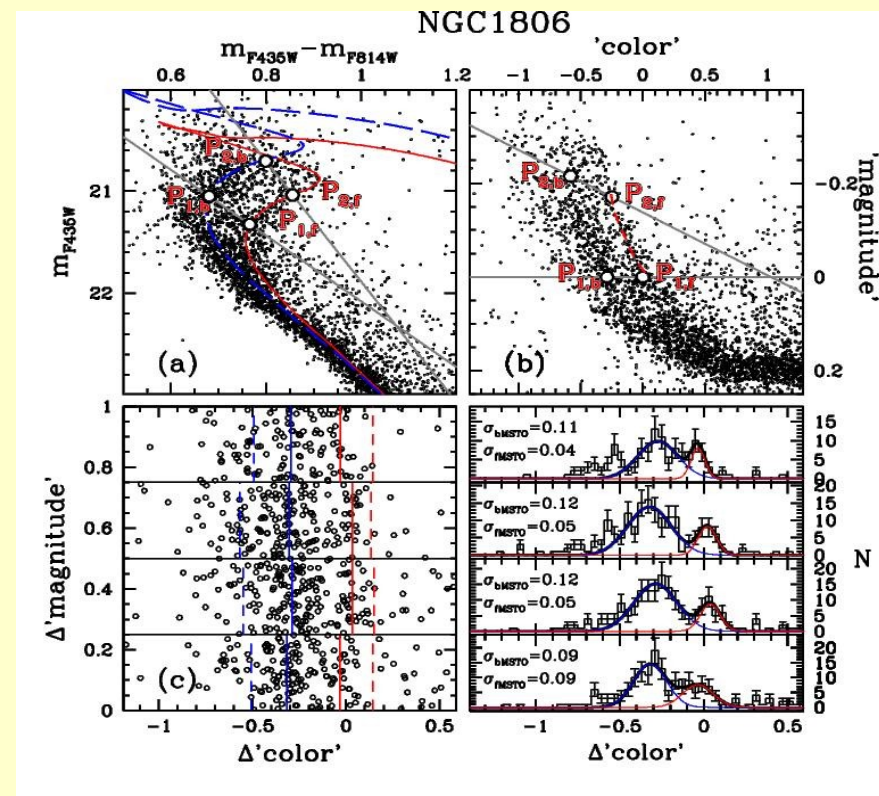 NGC1806
m_F435W−m_F814W
0.6 0.8 1 1.2
'color'
−1 −0.5 0 0.5 1
m_F435W
21
22
P_2,b
P_1,b
P_2,r
P_1,r
(a)
P_2,b
P_2,r
P_1,b
P_1,r
(b)
−0.2
0
0.2
'magnitude'
Δ'magnitude'
1
0.8
0.6
0.4
0.2
0
(c)
−1 −0.5 0 0.5
Δ'color'
σ_bMSTO=0.11
σ_fMSTO=0.04
15
10
5
0
σ_bMSTO=0.12
σ_fMSTO=0.05
20
15
10
5
0
σ_bMSTO=0.12
σ_fMSTO=0.05
20
15
10
5
0
σ_bMSTO=0.09
σ_fMSTO=0.09
20
15
10
5
0
N
−1 −0.5 0 0.5
Δ'color'